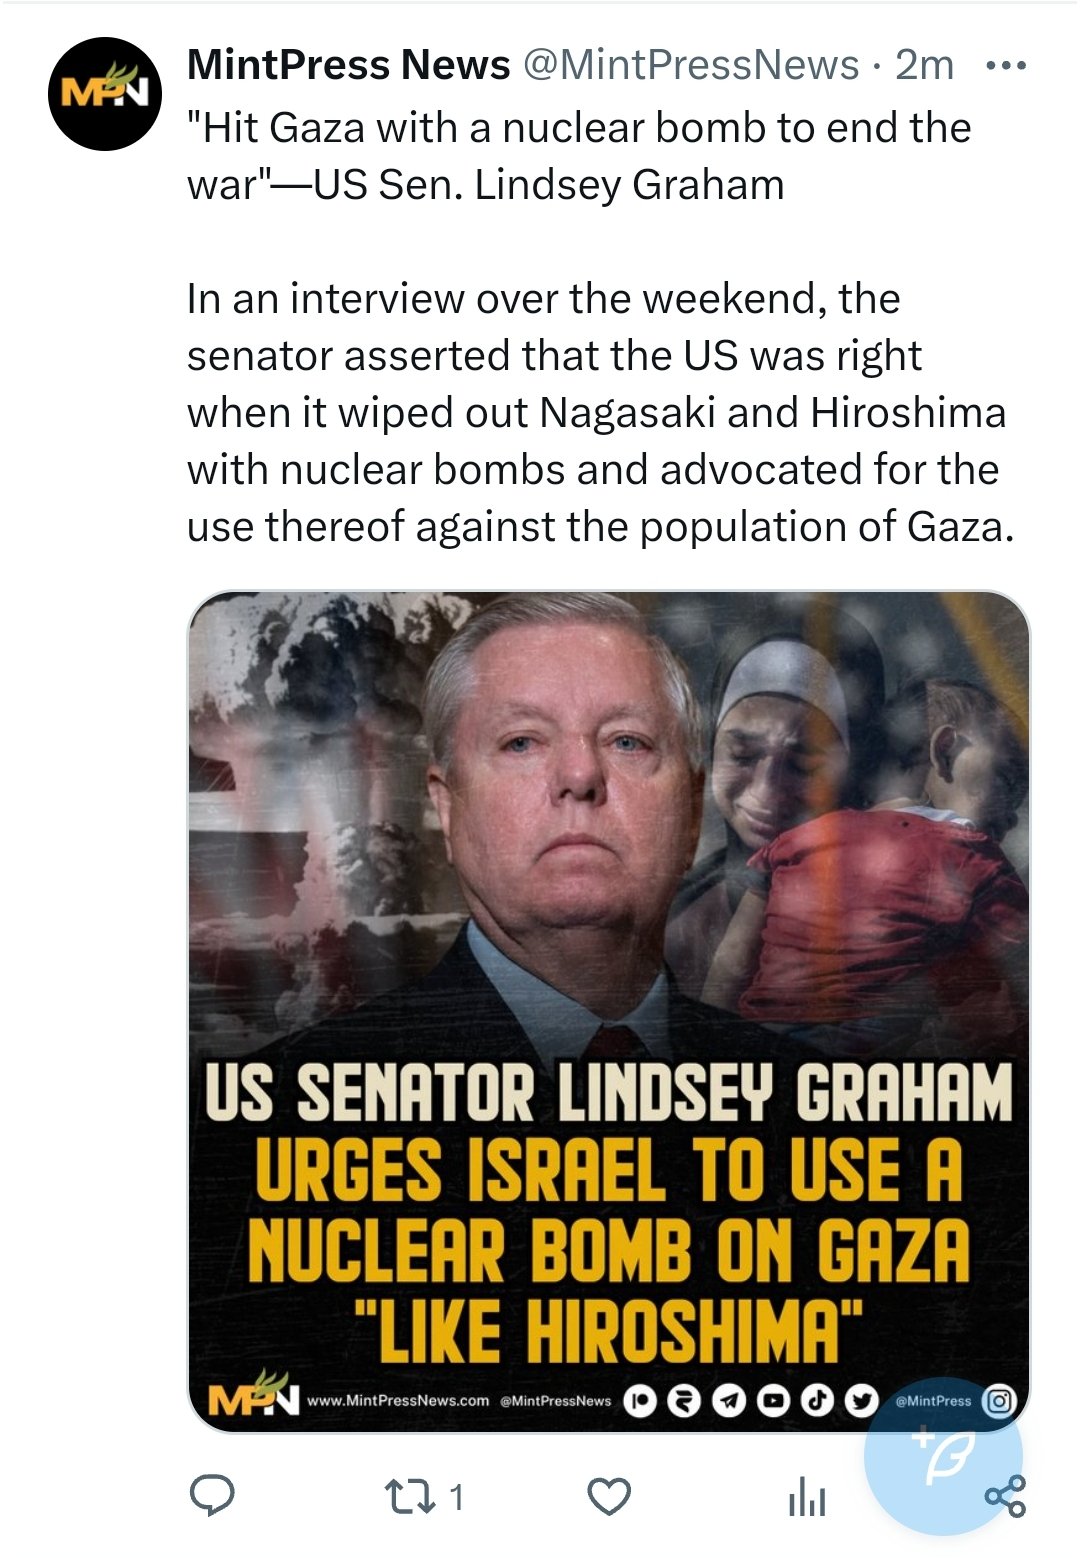 MPN
MintPress News @MintPressNews · 2m
"Hit Gaza with a nuclear bomb to end the
war"—US Sen. Lindsey Graham
In an interview over the weekend, the
senator asserted that the US was right
when it wiped out Nagasaki and Hiroshima
with nuclear bombs and advocated for the
use thereof against the population of Gaza.
US SENATOR LINDSEY GRAHAM
URGES ISRAEL TO USE A
NUCLEAR BOMB ON GAZA
"LIKE HIROSHIMA"
MPN www.MintPressNews.com @MintPressNews @MintPress
1